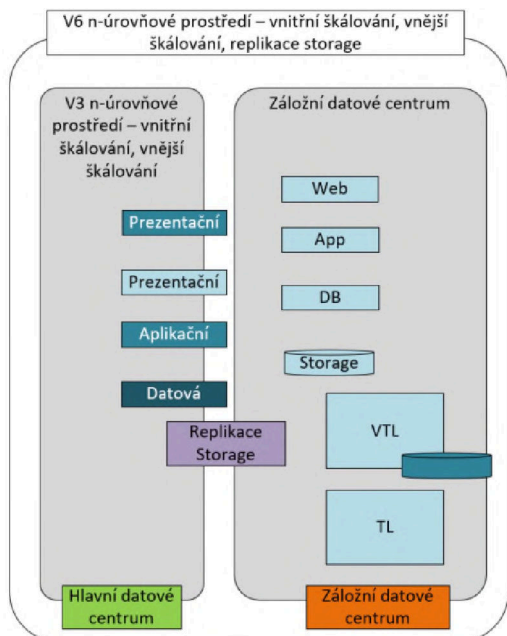 V6 n-úrovňové prostředí – vnitřní škálování, vnější
škálování, replikace storage
V3 n-úrovňové
prostředí – vnitřní
škálování, vnější
škálování
Prezentační
Prezentační
Aplikační
Datová
Replikace
Storage
Hlavní datové
centrum
Záložní datové centrum
Web
App
DB
Storage
VTL
TL
Záložní datové
centrum